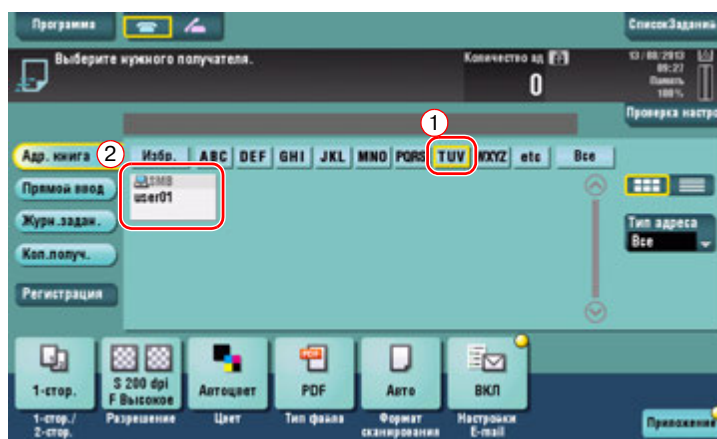 Программа
СписокЗаданий
Выберите нужного получателя.
Количество ад
0
13/08/2013
09:27
Память
100%
Проверка настро
1
Адр. книга
2
Избр. ABC DEF GHI JKL MNO PQRS TUV WXYZ etc Все
Прямой ввод
SMB
user01
Журн.задан.
Тип адреса
Все
Коп.получ.
Регистрация
1-стор.
S 200 dpi
F Высокое
Автоцвет
PDF
PDF
Авто
ВКЛ
1-стор./
2-стор.
Разрешение
Цвет
Тип файла
Формат
сканирования
Настройки
E-mail
Приложение